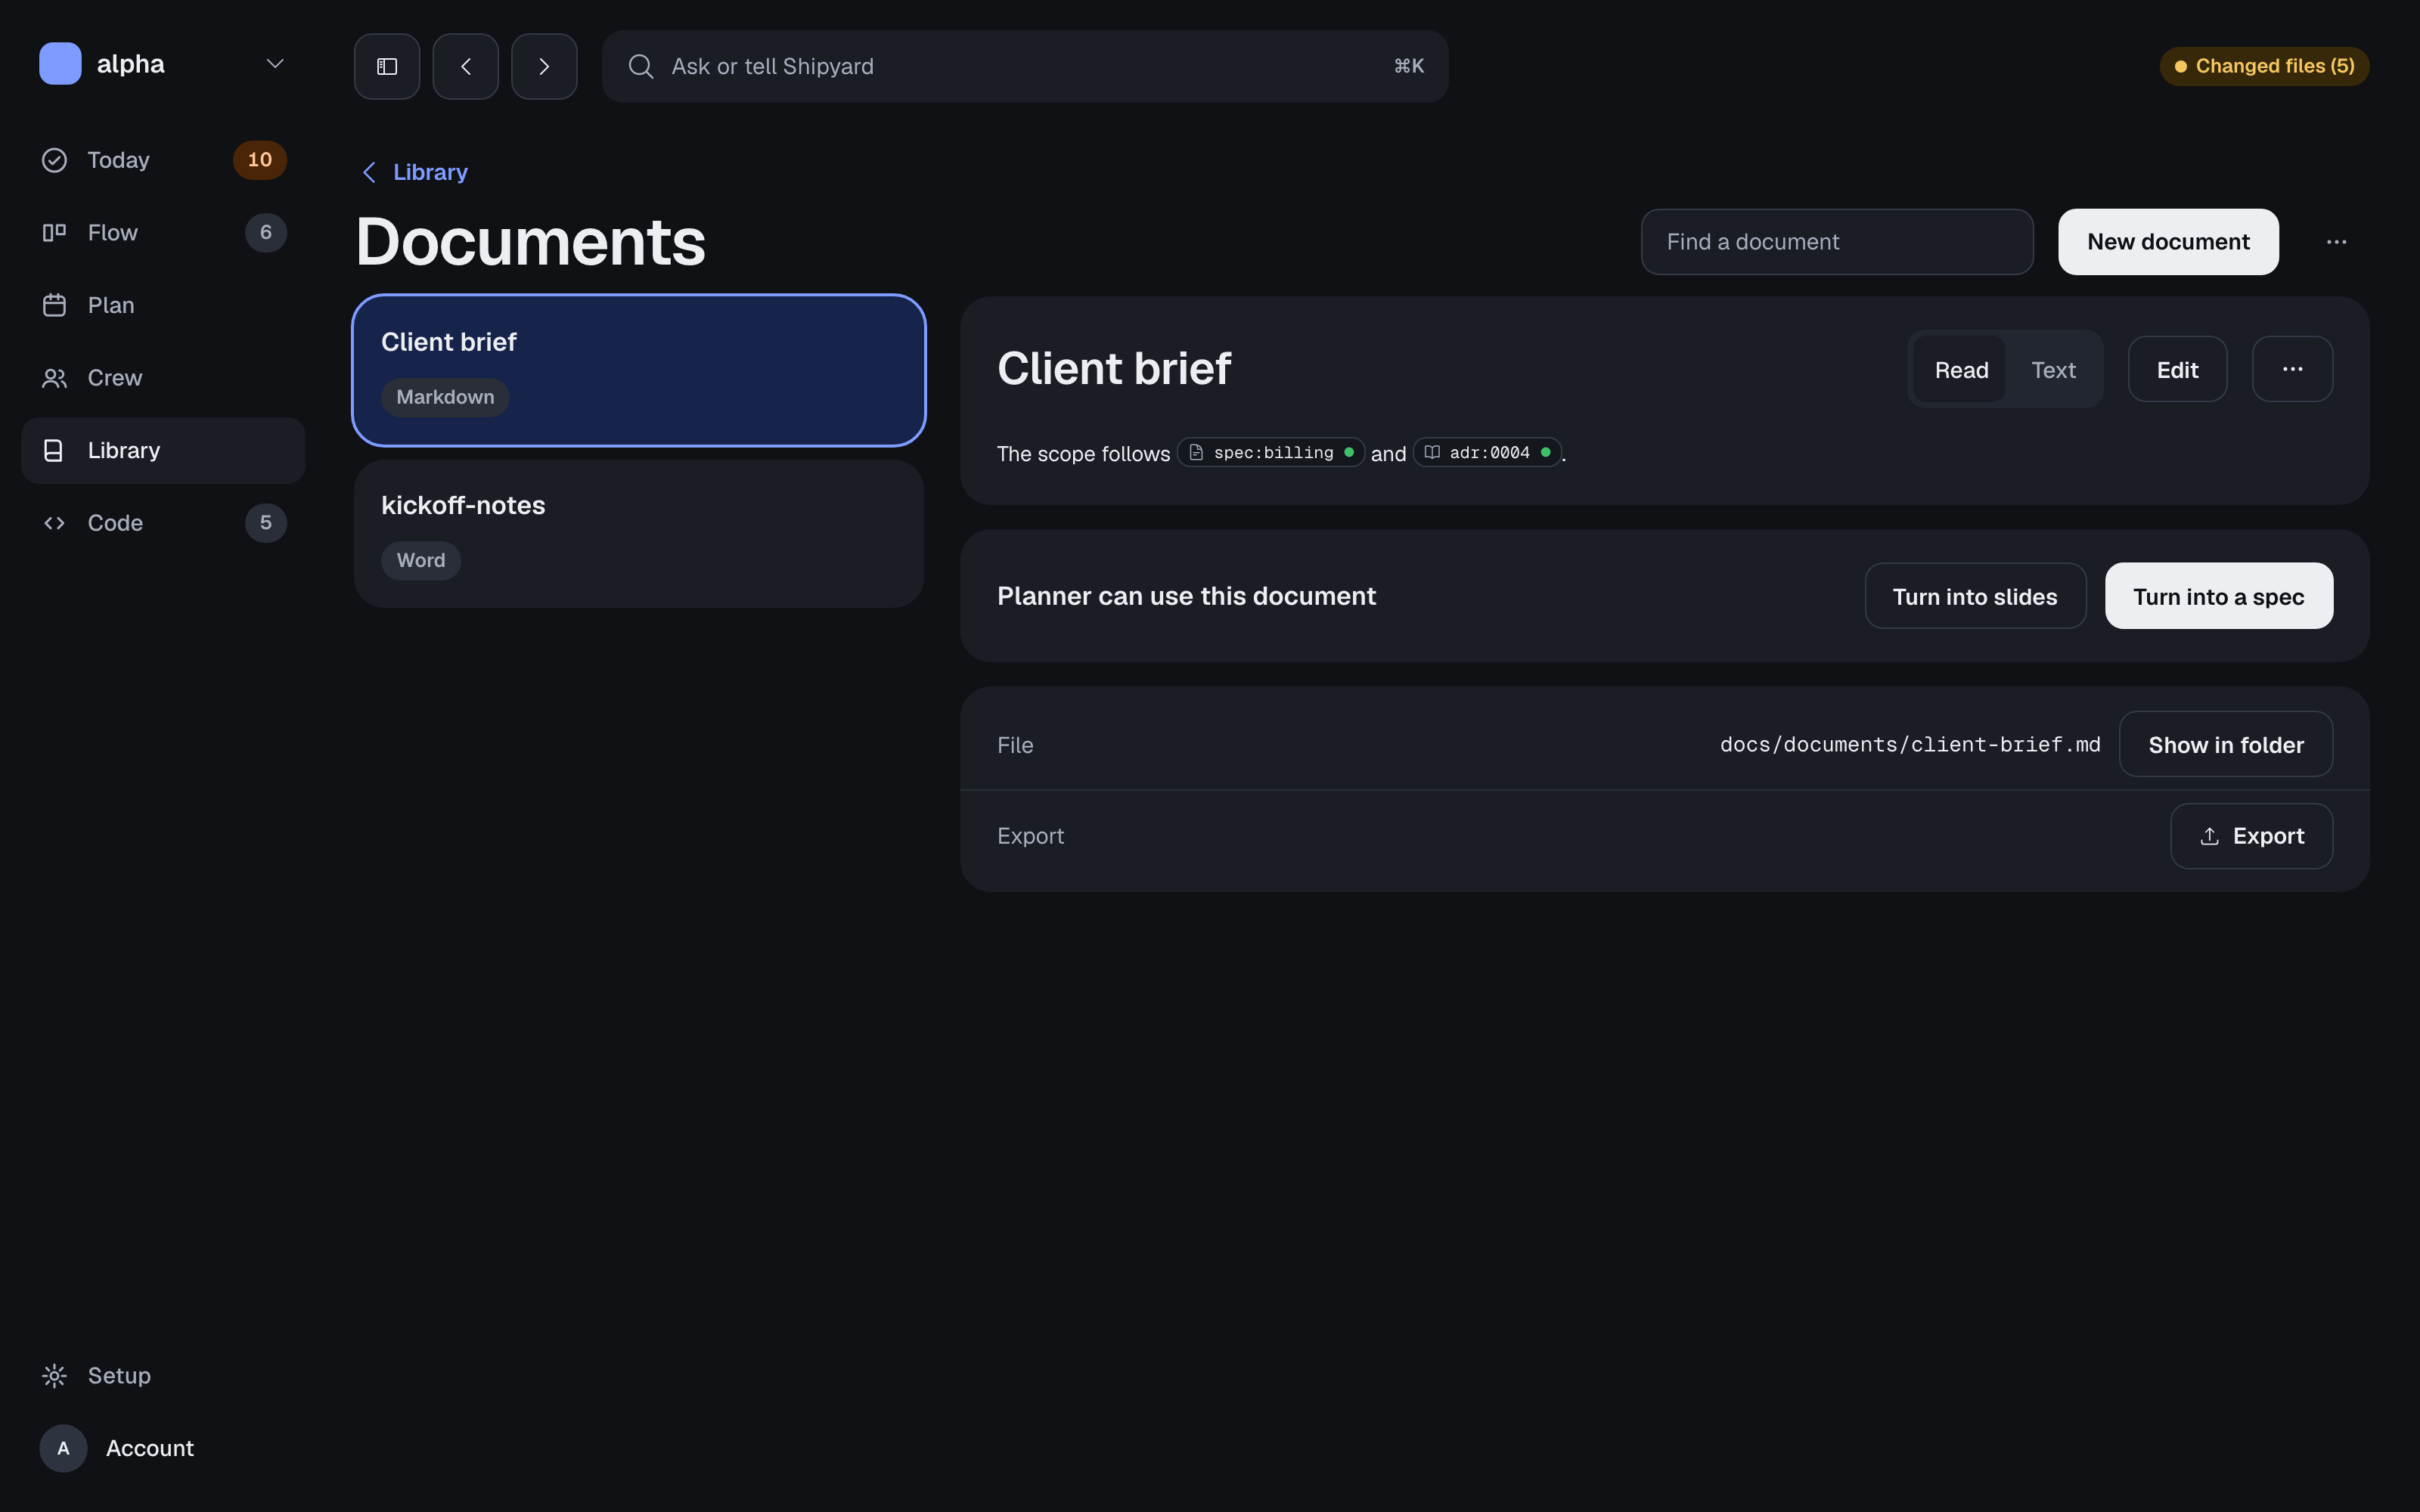 alpha
Ask or tell Shipyard ⌘K
Changed files (5)
Today 10
Flow 6
Plan
Crew
Library
Code 5
Setup
A Account
Library
Documents
Find a document
New document
Client brief
Markdown
kickoff-notes
Word
Client brief
Read Text Edit
The scope follows spec:billing and adr:0004.
Planner can use this document
Turn into slides
Turn into a spec
File docs/documents/client-brief.md Show in folder
Export Export